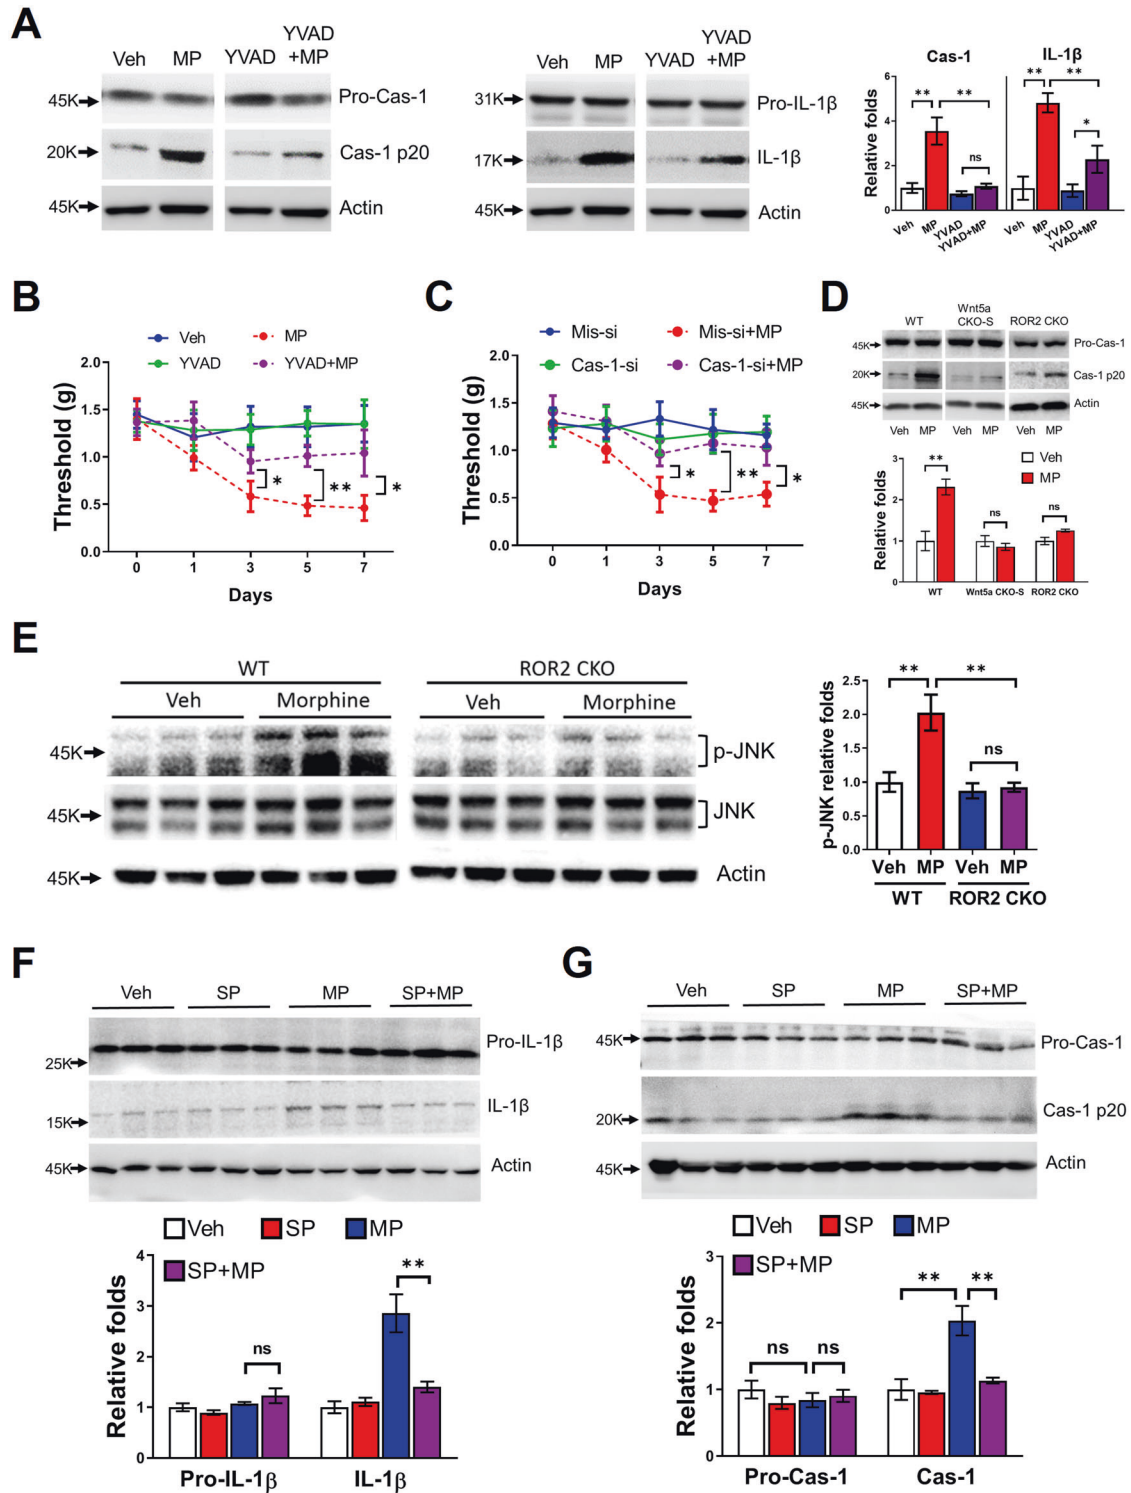 A
Veh MP YVAD YVAD
+MP
45K Pro-Cas-1
20K Cas-1 p20
45K Actin
Veh MP YVAD YVAD
+MP
31K Pro-IL-1β
17K IL-1β
45K Actin
Cas-1 IL-1β
** ** ** **
ns *
Relative folds
6
4
2
0
Veh MP YVAD YVAD+MP Veh MP YVAD YVAD+MP
B
Veh MP
YVAD YVAD+MP
Threshold (g)
2.0
1.5
1.0
0.5
0.0
* ** *
0 1 3 5 7
Days
C
Mis-si Mis-si+MP
Cas-1-si Cas-1-si+MP
Threshold (g)
2.0
1.5
1.0
0.5
0.0
* ** *
0 1 3 5 7
Days
D
WT Wnt5a
CKO-S ROR2 CKO
45K Pro-Cas-1
20K Cas-1 p20
45K Actin
Veh MP Veh MP Veh MP
Veh
MP
** ns ns
Relative folds
3
2
1
0
WT Wnt5a CKO-S ROR2 CKO
E
WT ROR2 CKO
Veh Morphine Veh Morphine
45K p-JNK
45K JNK
45K Actin
p-JNK relative folds
2.5
2.0
1.5
1.0
0.5
0.0
** **
ns
Veh MP Veh MP
WT ROR2 CKO
F
Veh SP MP SP+MP
25K Pro-IL-1β
15K IL-1β
45K Actin
Veh SP MP
SP+MP
Relative folds
4
3
2
1
0
ns **
Pro-IL-1β IL-1β
G
Veh SP MP SP+MP
45K Pro-Cas-1
20K Cas-1 p20
45K Actin
Veh SP MP
SP+MP
Relative folds
3
2
1
0
ns ns ** **
Pro-Cas-1 Cas-1